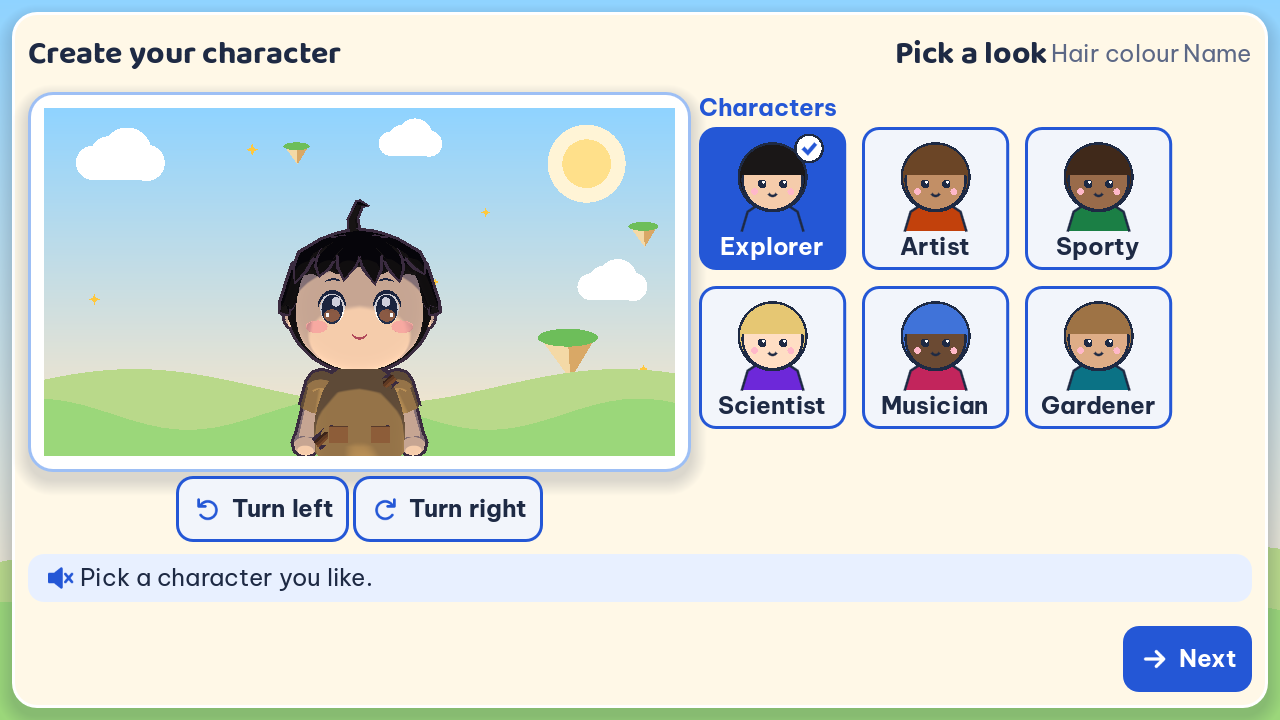 Create your character
Pick a look Hair colour Name
Characters
Explorer
Artist
Sporty
Scientist
Musician
Gardener
Turn left
Turn right
Pick a character you like.
Next